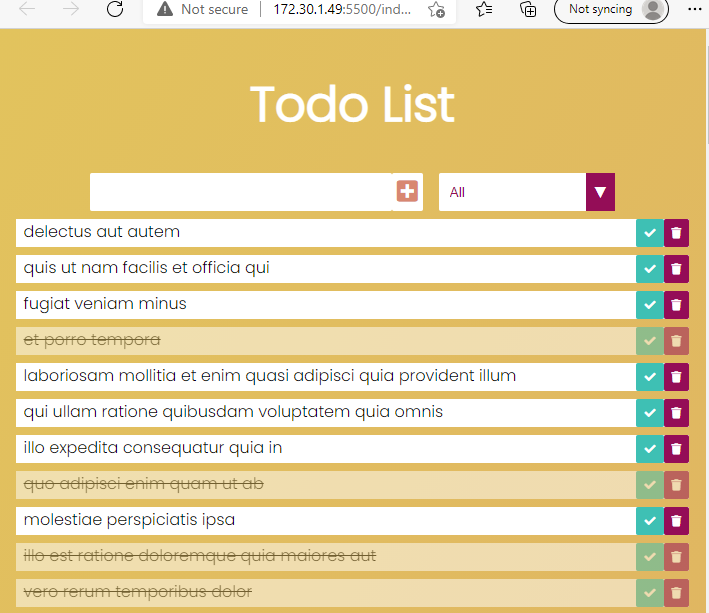 Not secure 172.30.1.49:5500/ind... Not syncing
Todo List
All
delectus aut autem
quis ut nam facilis et officia qui
fugiat veniam minus
et porro tempora
laboriosam mollitia et enim quasi adipisci quia provident illum
qui ullam ratione quibusdam voluptatem quia omnis
illo expedita consequatur quia in
quo adipisci enim quam ut ab
molestiae perspiciatis ipsa
illo est ratione doloremque quia maiores aut
vero rerum temporibus dolor